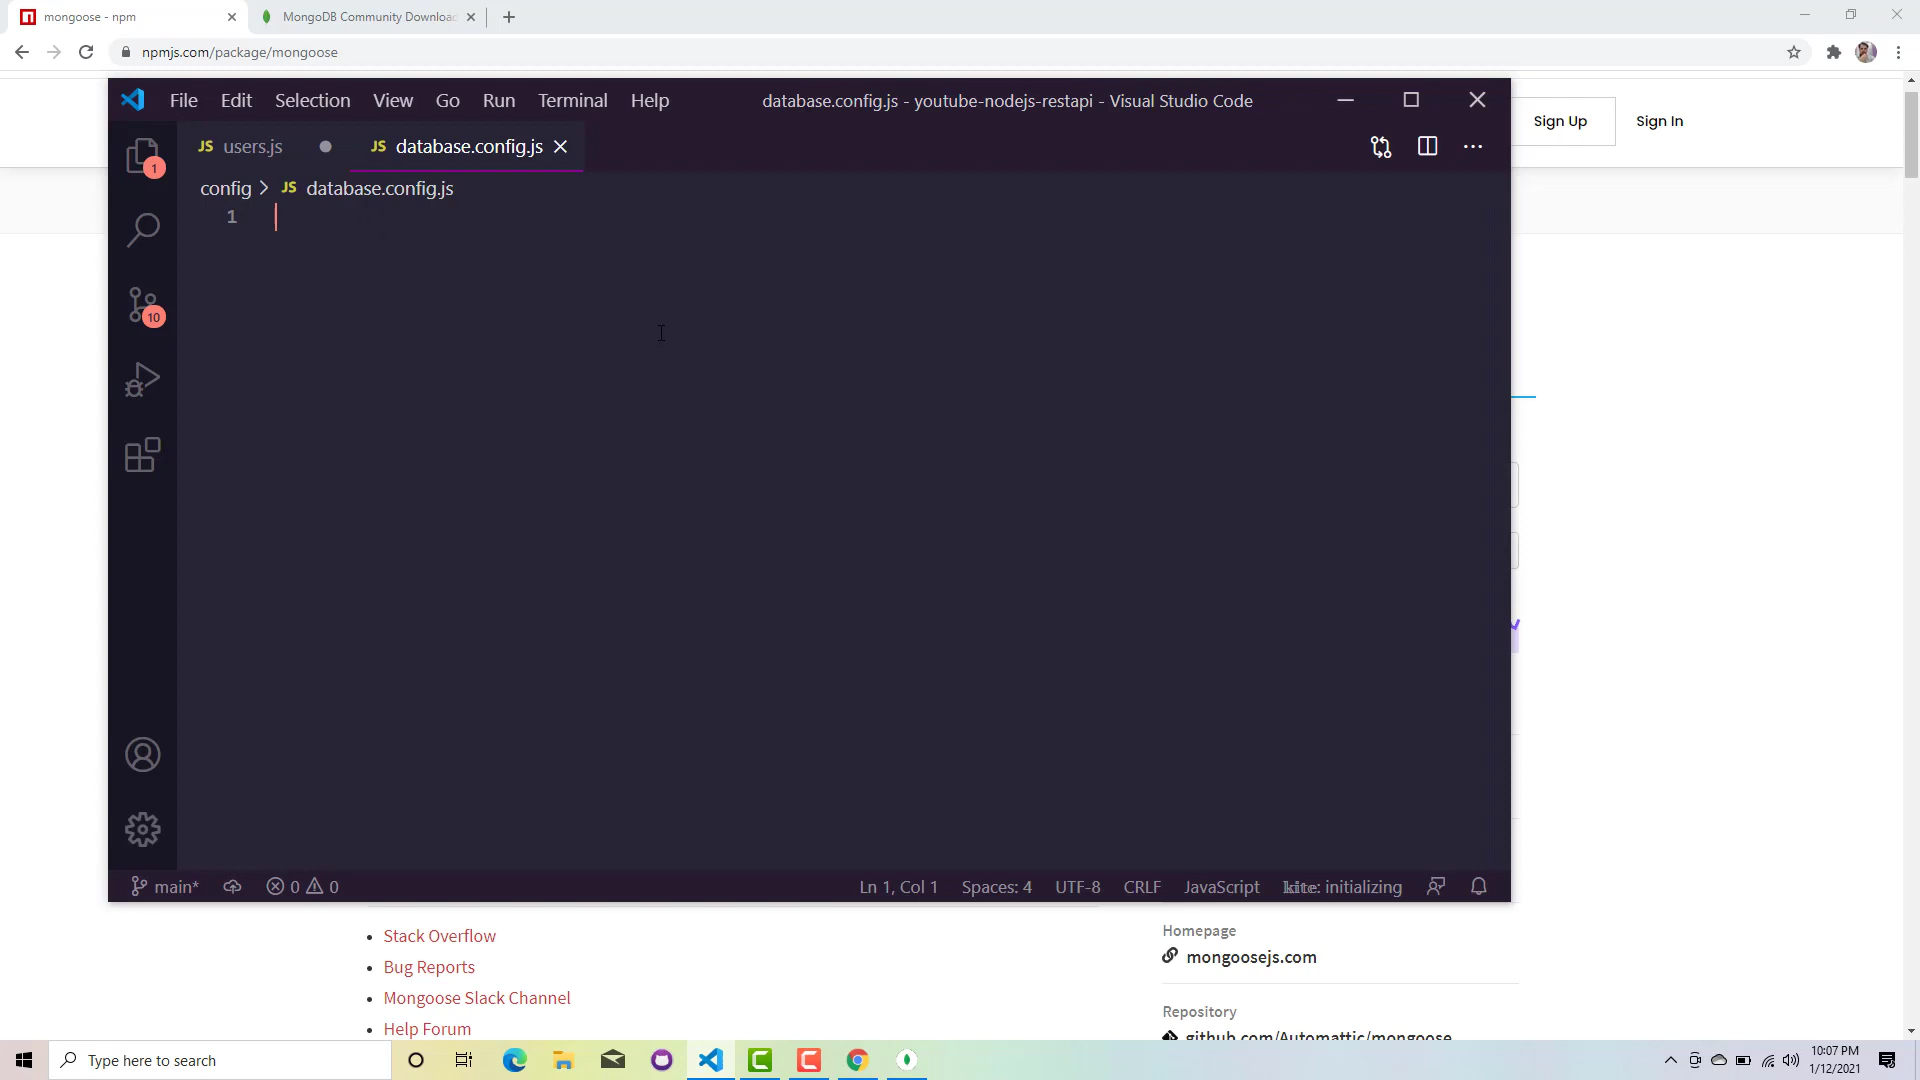 mongoose - npm
MongoDB Community Download
npmjs.com/package/mongoose
File Edit Selection View Go Run Terminal Help
database.config.js - youtube-nodejs-restapi - Visual Studio Code
Sign Up
Sign In
JS users.js
JS database.config.js
1
config > JS database.config.js
1
10
main*
0 0
Ln 1, Col 1
Spaces: 4
UTF-8
CRLF
JavaScript
kite: initializing
Stack Overflow
Bug Reports
Mongoose Slack Channel
Help Forum
Homepage
mongoosejs.com
Repository
github.com/Automattic/mongoose
Type here to search
10:07 PM
1/12/2021